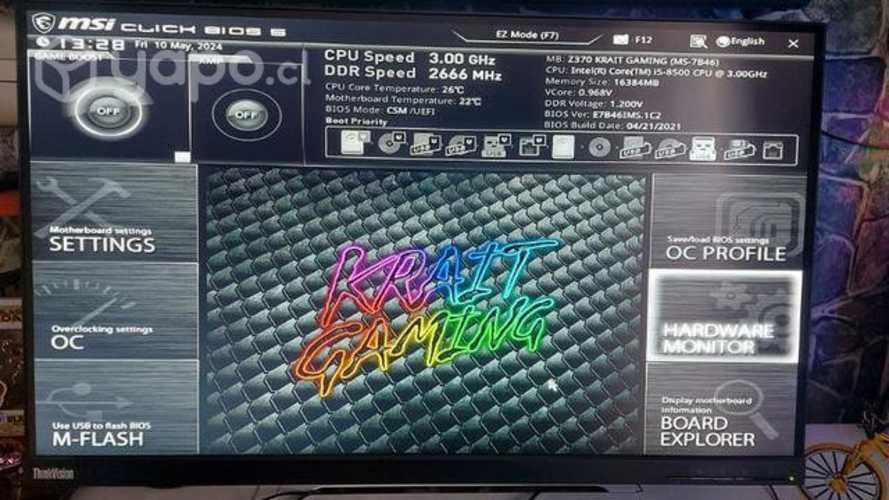 msi CLICK BIOS 5
EZ Mode (F7)
F12
English
X
13:28 Fri 10 May, 2024
GAME BOOST
XMP
OFF
OFF
yapo.cl
CPU Speed 3.00 GHz
DDR Speed 2666 MHz
CPU Core Temperature: 26°C
Motherboard Temperature: 22°C
BIOS Mode: CSM /UEFI
Boot Priority
MB: Z370 KRAIT GAMING (MS-7B46)
CPU: Intel(R) Core(TM) i5-8500 CPU @ 3.00GHz
Memory Size: 16384MB
VCore: 0.968V
DDR Voltage: 1.200V
BIOS Ver: E7B46IMS.1C2
BIOS Build Date: 04/21/2021
Motherboard settings
SETTINGS
Overclocking settings
OC
Use USB to flash BIOS
M-FLASH
KRAIT
GAMING
Save/load BIOS settings
OC PROFILE
HARDWARE
MONITOR
Display motherboard
information
BOARD
EXPLORER
ThinkVision